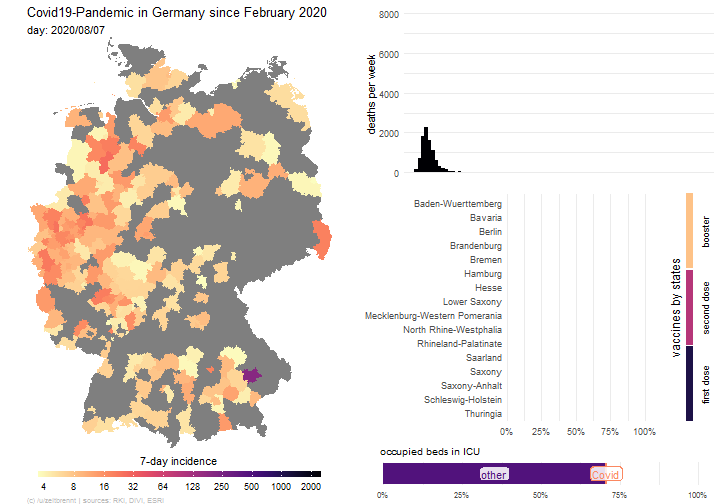 Covid19-Pandemic in Germany since February 2020
day: 2020/08/07
7-day incidence
4 8 16 32 64 125 250 500 1000 2000
(c) /u/zeitbremt | sources: RKI, DIVI, ESRI
deaths per week
8000
6000
4000
2000
0
Baden-Wuerttemberg
Bavaria
Berlin
Brandenburg
Bremen
Hamburg
Hesse
Lower Saxony
Mecklenburg-Western Pomerania
North Rhine-Westphalia
Rhineland-Palatinate
Saarland
Saxony
Saxony-Anhalt
Schleswig-Holstein
Thuringia
0% 25% 50% 75% 100%
vaccines by states
booster
second dose
first dose
occupied beds in ICU
other Covid
0% 25% 50% 75% 100%